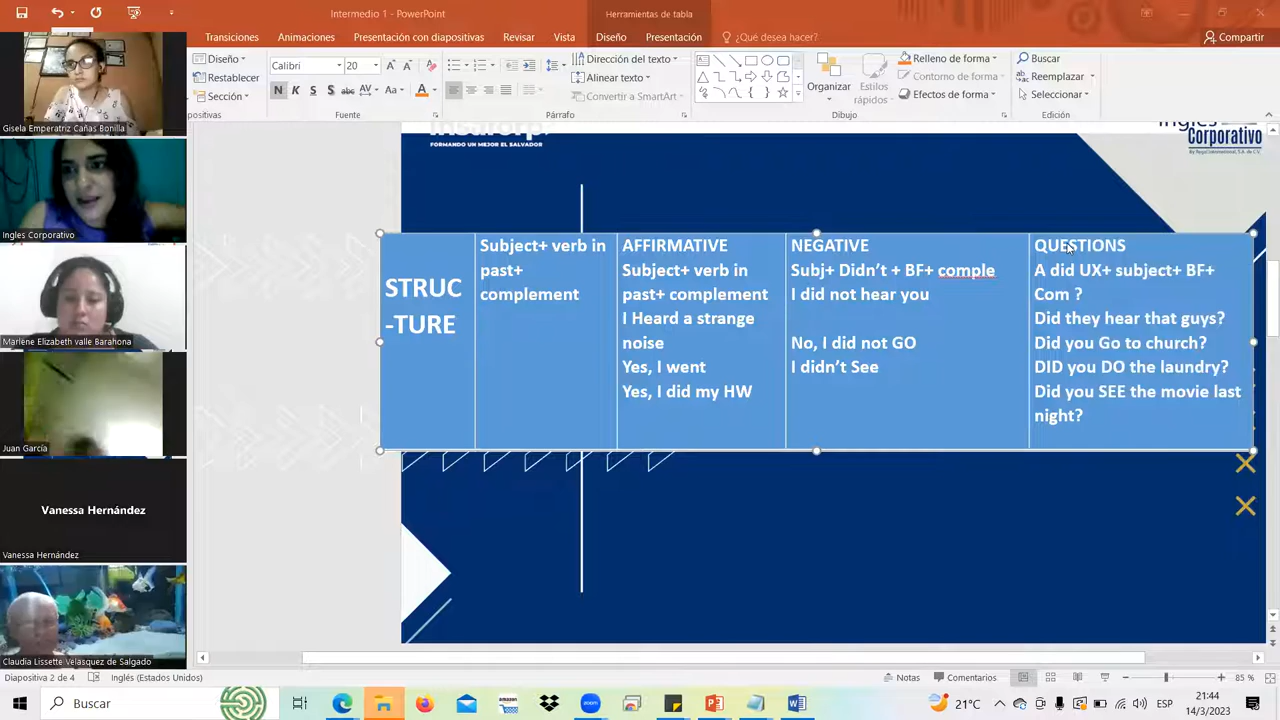 Intermedio 1 - PowerPoint
Herramientas de tabla
Transiciones
Animaciones
Presentación con diapositivas
Revisar
Vista
Diseño
Presentación
¿Qué desea hacer?
Compartir
Diseño
Restablecer
Sección
positivas
Calibri
20
N K S S abc AV Aa A
Fuente
Párrafo
Dirección del texto
Alinear texto
Convertir a SmartArt
Organizar
Estilos
rápidos
Relleno de forma
Contorno de forma
Efectos de forma
Dibujo
Buscar
Reemplazar
Seleccionar
Edición
Gisela Emperatriz Cañas Bonilla
Ingles Corporativo
Marlene Elizabeth valle Barahona
Juan García
Vanessa Hernández
Vanessa Hernández
Claudia Lissette Velasquez de Salgado
FORMANDO UN MEJOR EL SALVADOR
Corporativo
STRUC
-TURE
Subject+ verb in
past+
complement
AFFIRMATIVE
Subject+ verb in
past+ complement
I Heard a strange
noise
Yes, I went
Yes, I did my HW
NEGATIVE
Subj+ Didn't + BF+ comple
I did not hear you
No, I did not GO
I didn't See
QUESTIONS
A did UX+ subject+ BF+
Com ?
Did they hear that guys?
Did you Go to church?
DID you DO the laundry?
Did you SEE the movie last
night?
Diapositiva 2 de 4
Inglés (Estados Unidos)
Notas
Comentarios
85 %
Buscar
amazon
zoom
21°C
ESP
21:44
14/3/2023